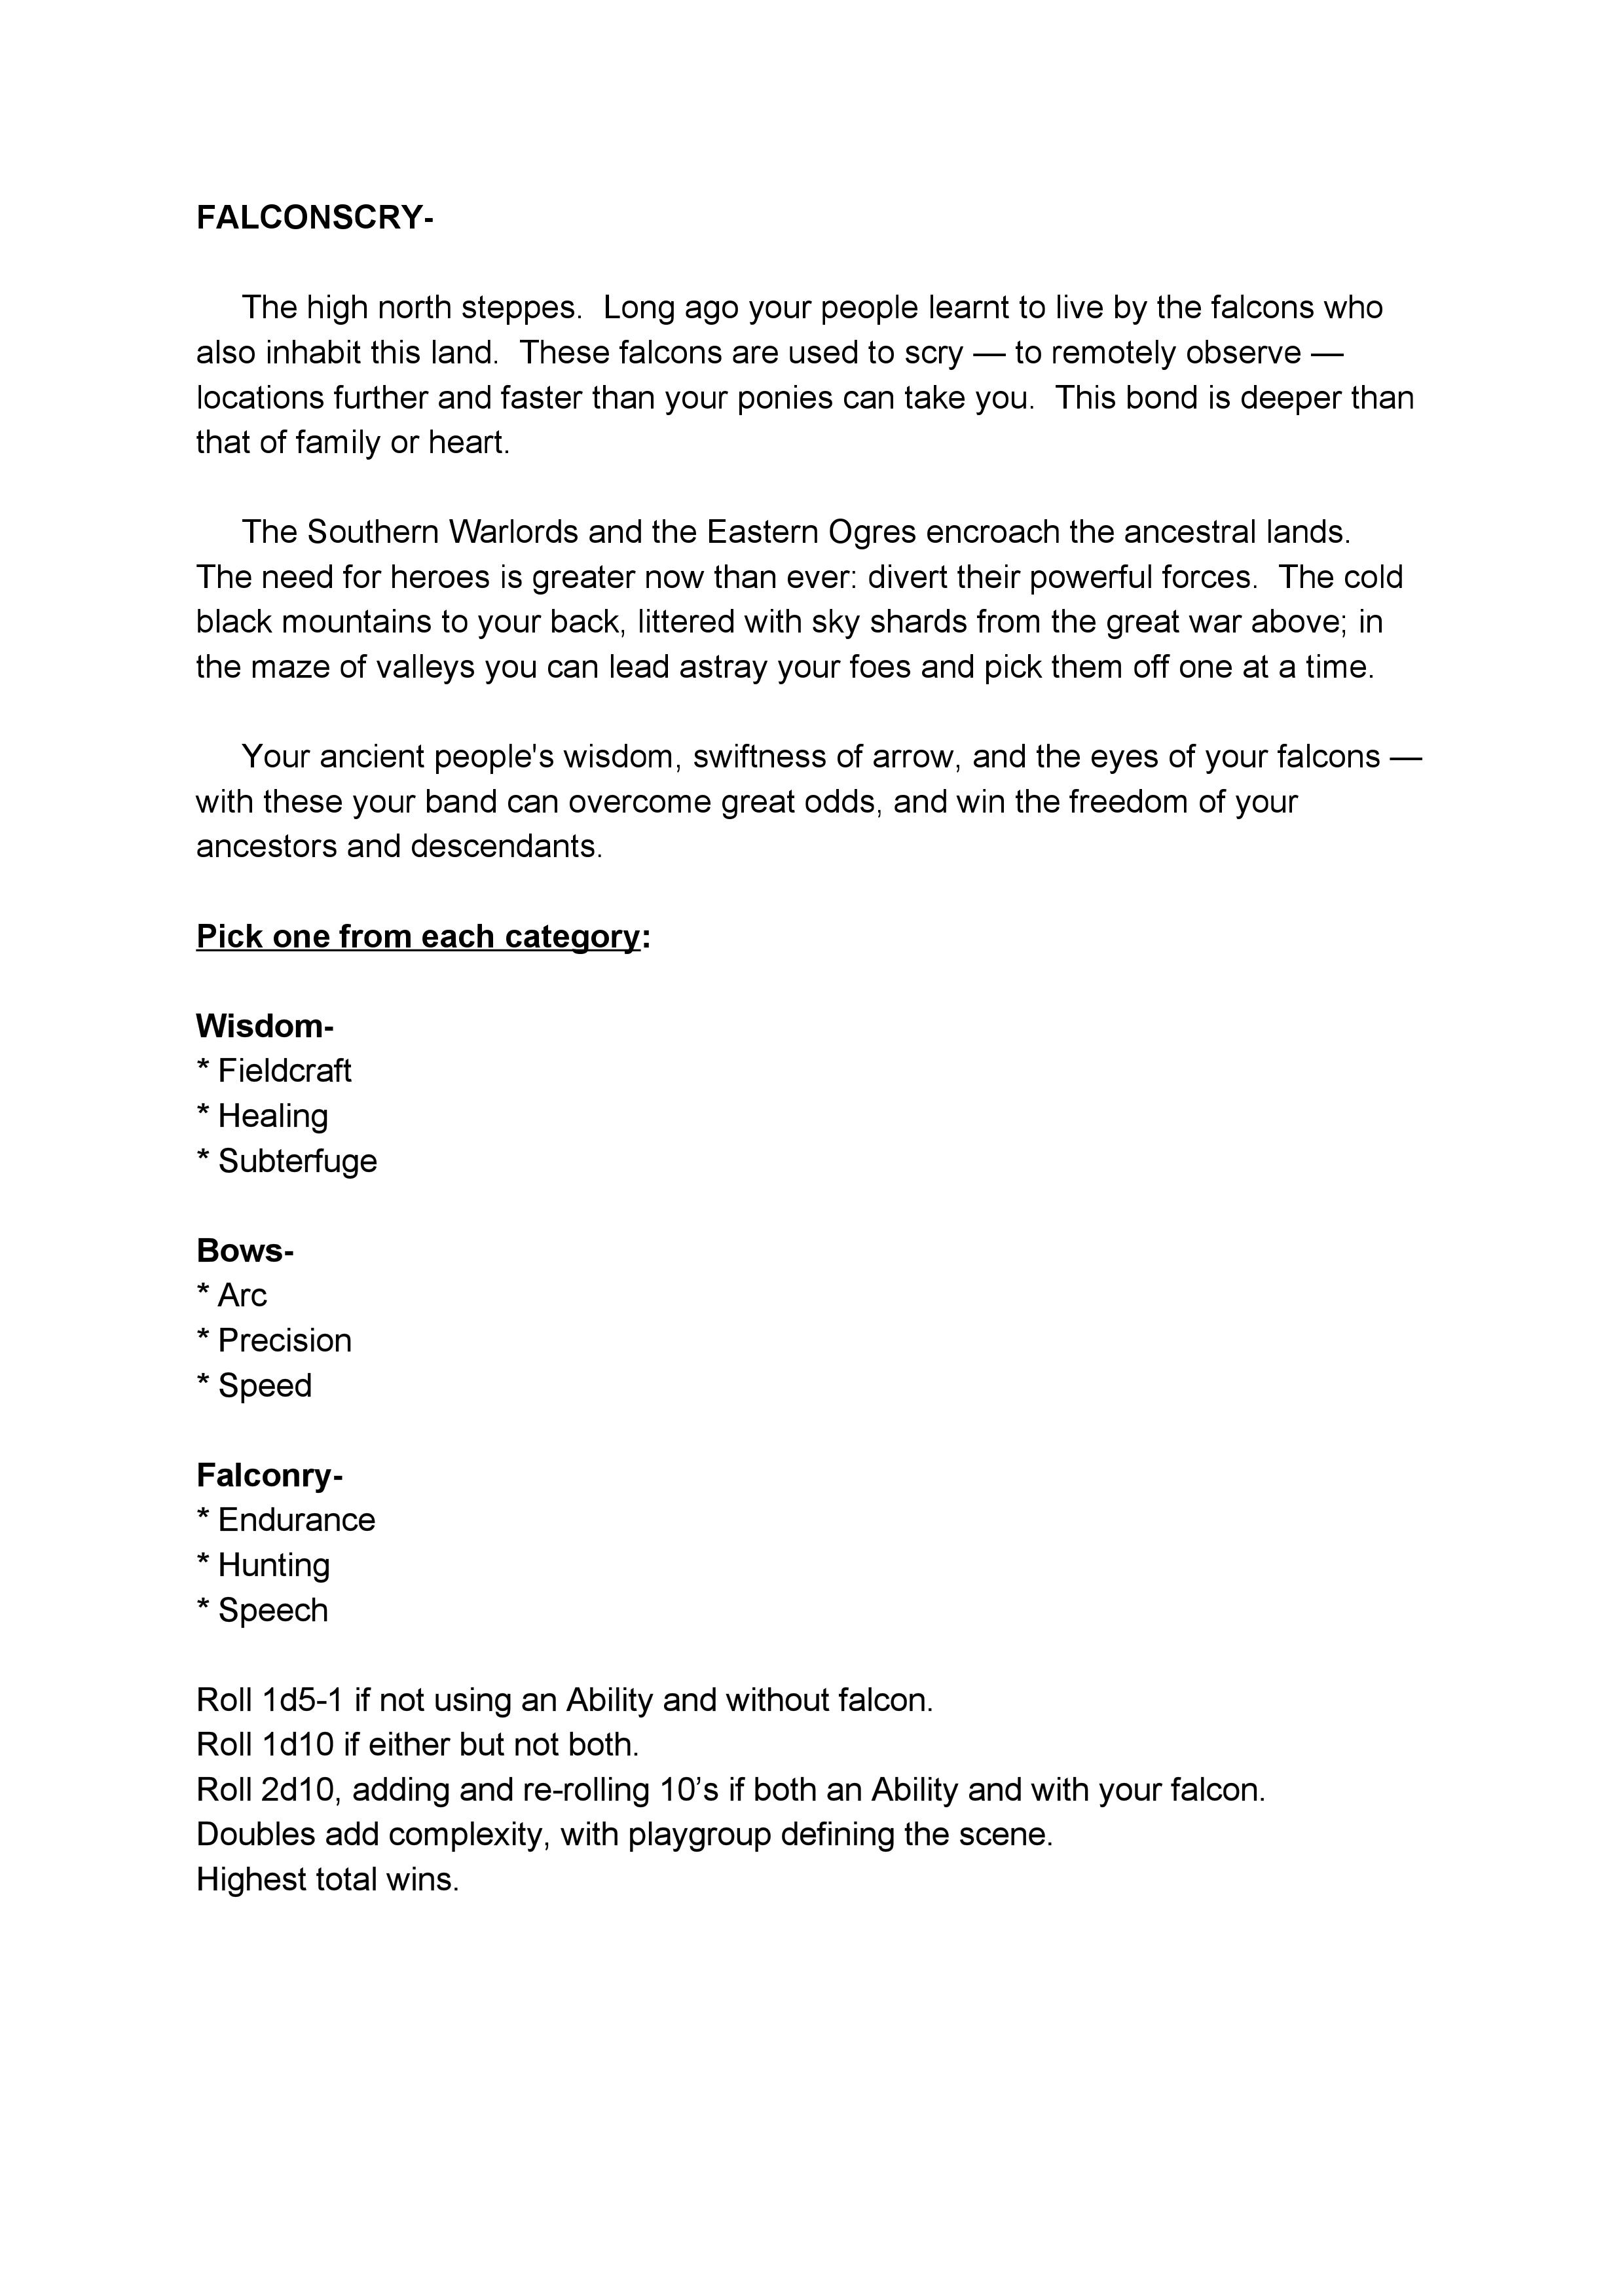 FALCONSCRY-
The high north steppes.  Long ago your people learnt to live by the falcons who
also inhabit this land.  These falcons are used to scry — to remotely observe —
locations further and faster than your ponies can take you.  This bond is deeper than
that of family or heart.
The Southern Warlords and the Eastern Ogres encroach the ancestral lands.
The need for heroes is greater now than ever: divert their powerful forces.  The cold
black mountains to your back, littered with sky shards from the great war above; in
the maze of valleys you can lead astray your foes and pick them off one at a time.
Your ancient people's wisdom, swiftness of arrow, and the eyes of your falcons —
with these your band can overcome great odds, and win the freedom of your
ancestors and descendants.
Pick one from each category:
Wisdom-
* Fieldcraft
* Healing
* Subterfuge
Bows-
* Arc
* Precision
* Speed
Falconry-
* Endurance
* Hunting
* Speech
Roll 1d5-1 if not using an Ability and without falcon.
Roll 1d10 if either but not both.
Roll 2d10, adding and re-rolling 10’s if both an Ability and with your falcon.
Doubles add complexity, with playgroup defining the scene.
Highest total wins.